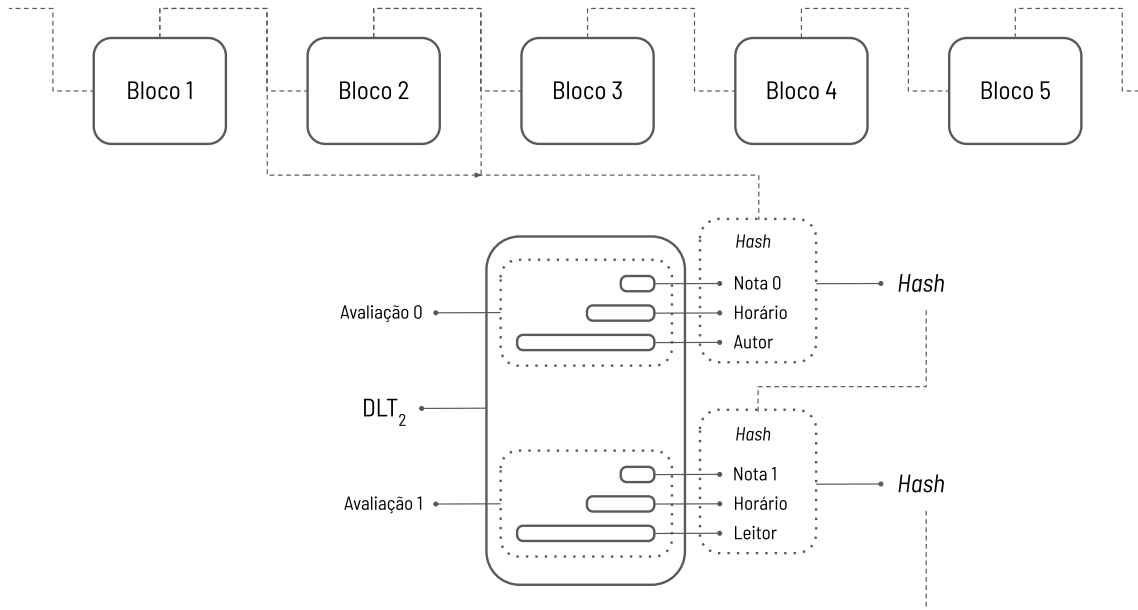 Bloco 1
Bloco 2
Bloco 3
Bloco 4
Bloco 5
Hash
Nota 0
Horário
Autor
Hash
Avaliação 0
DLT2
Hash
Nota 1
Horário
Leitor
Hash
Avaliação 1